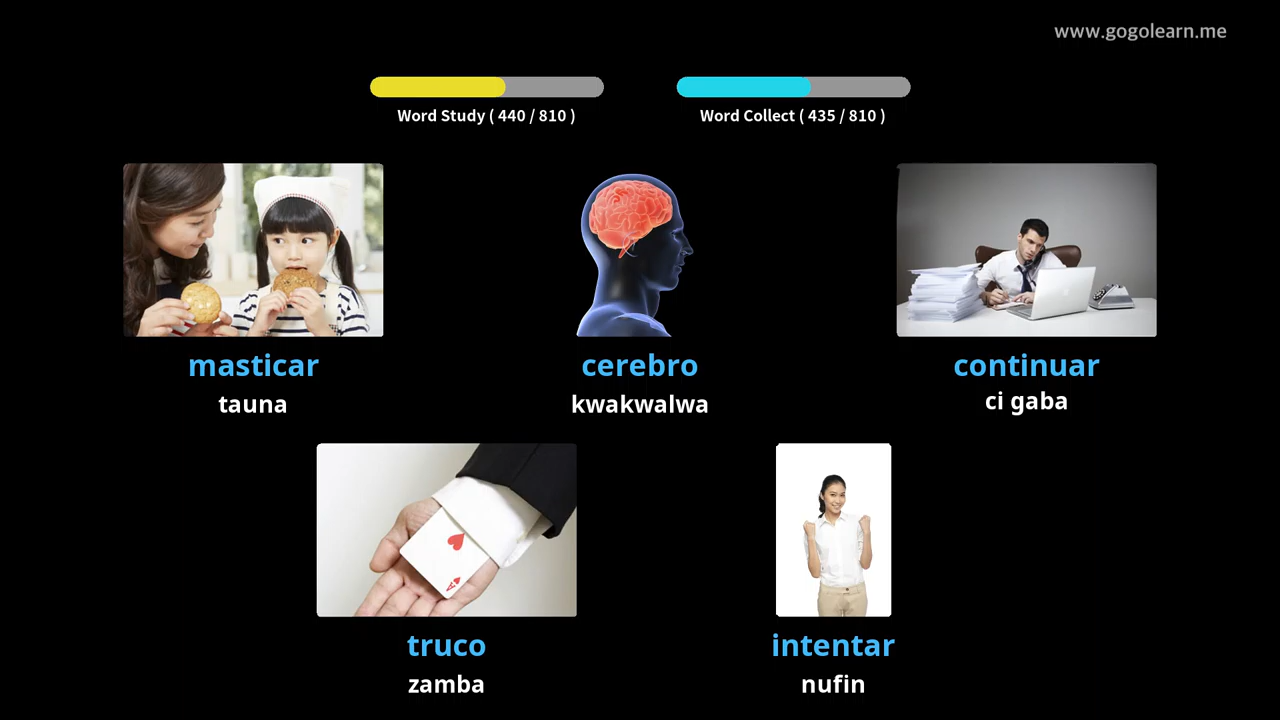 www.gogolearn.me
Word Study ( 440 / 810 )
Word Collect ( 435 / 810 )
masticar
tauna
cerebro
kwakwalwa
continuar
ci gaba
truco
zamba
intentar
nufin